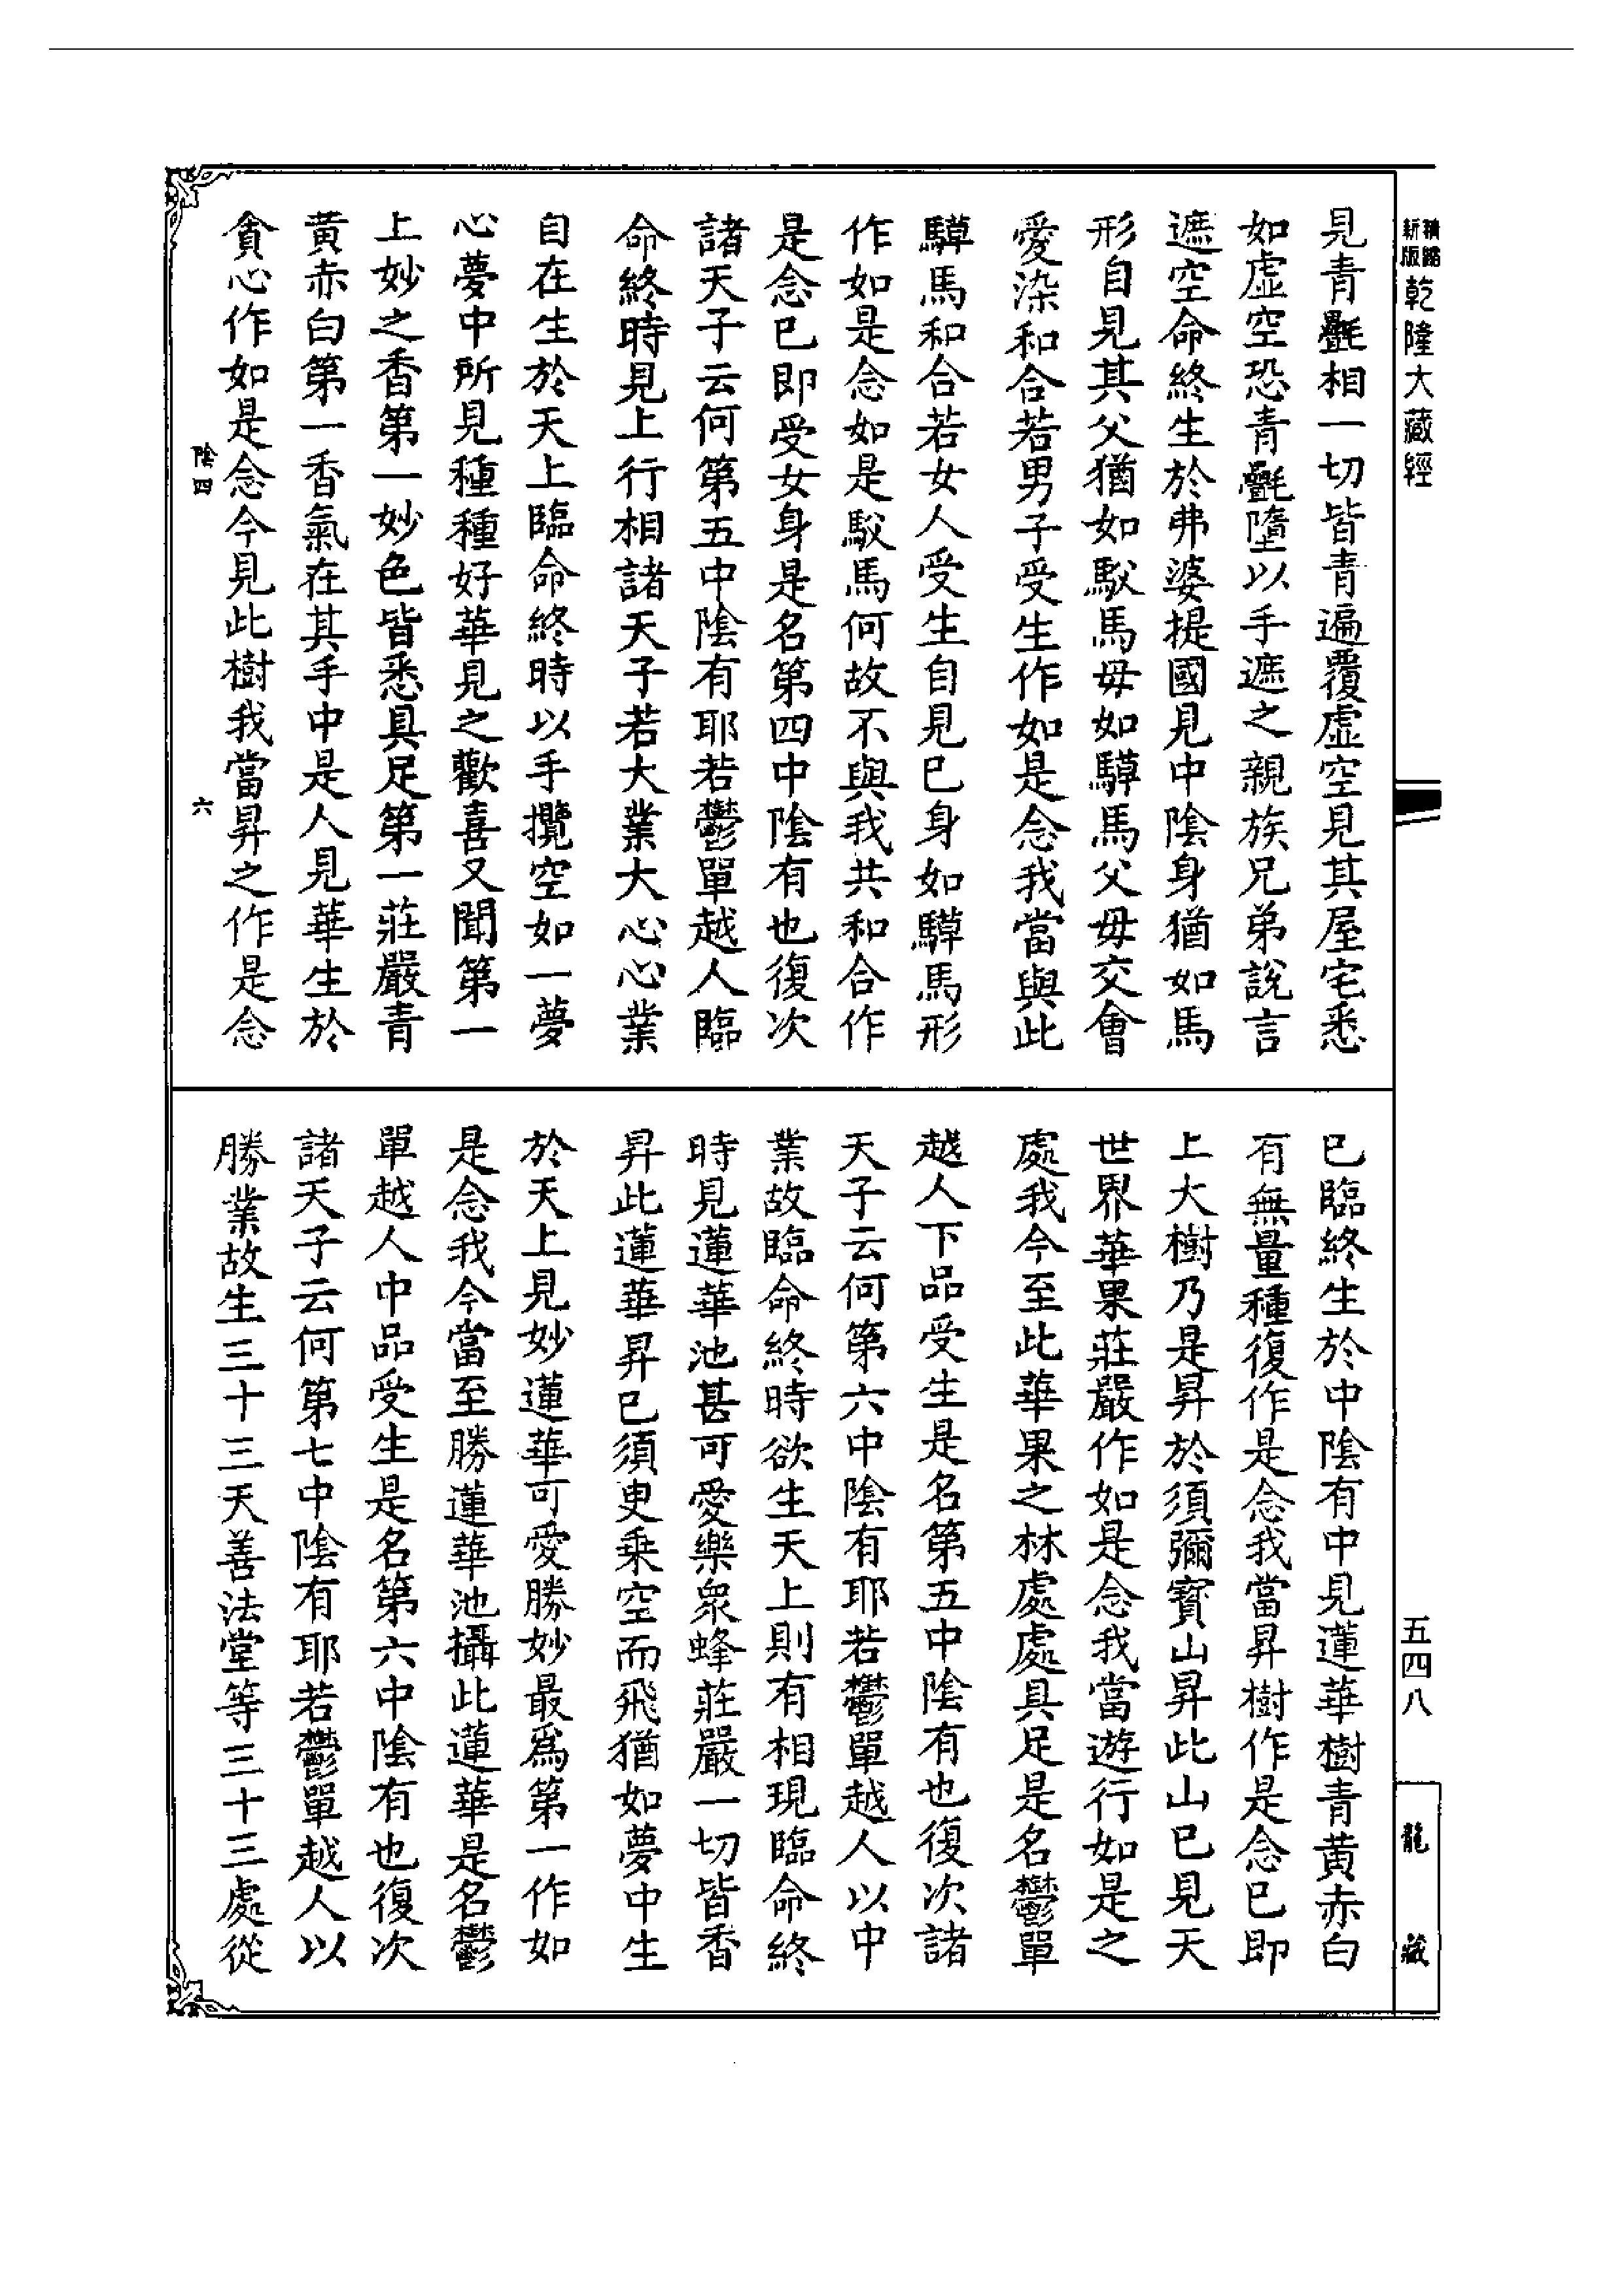 精縮新版乾隆大藏經
見青㲲相一切皆青遍覆虛空見其屋宅悉
如虛空恐青㲲墮以手遮之親族兄弟說言
遮空命終生於弗婆提國見中陰身猶如馬
形自見其父猶如駁馬毋如騲馬父毋交會
愛染和合若男子受生作如是念我當與此
騲馬和合若女人受生自見巳身如騲馬形
作如是念如是駁馬何故不與我共和合作
是念巳即受女身是名第四中陰有也復次
諸天子云何第五中陰有耶若鬱單越人臨
命終時見上行相諸天子若大業大心心業
自在生於天上臨命終時以手攬空如一夢
心夢中所見種種好華見之歡喜又聞第一
上妙之香第一妙色皆悉具足第一莊嚴青
黃赤白第一香氣在其手中是人見華生於
貪心作如是念今見此樹我當昇之作是念
陰四 六
巳臨終生於中陰有中見蓮華樹青黃赤白
有無量種復作是念我當昇樹作是念巳即
上大樹乃是昇於須彌寶山昇此山巳見天
世界華果莊嚴作如是念我當遊行如是之
處我今至此華果之林處處具足是名鬱單
越人下品受生是名第五中陰有也復次諸
天子云何第六中陰有耶若鬱單越人以中
業故臨命終時欲生天上則有相現臨命終
時見蓮華池甚可愛樂眾蜂莊嚴一切皆香
昇此蓮華昇巳須臾乘空而飛猶如夢中生
於天上見妙蓮華可愛勝妙最爲第一作如
是念我今當至勝蓮華池攝此蓮華是名鬱
單越人中品受生是名第六中陰有也復次
諸天子云何第七中陰有耶若鬱單越人以
勝業故生三十三天善法堂等三十三處從
五四八
龍藏